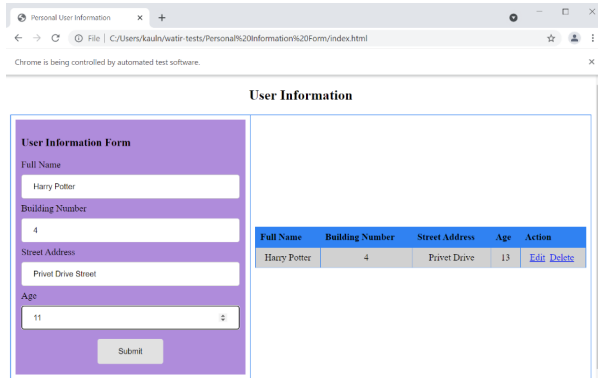 Personal User Information
File | C:/Users/kauln/watir-tests/Personal%20Information%20Form/index.html
Chrome is being controlled by automated test software.
User Information
User Information Form
Full Name
Harry Potter
Building Number
4
Street Address
Privet Drive Street
Age
11
Submit
Full Name Building Number Street Address Age Action
Harry Potter 4 Privet Drive 13 Edit Delete